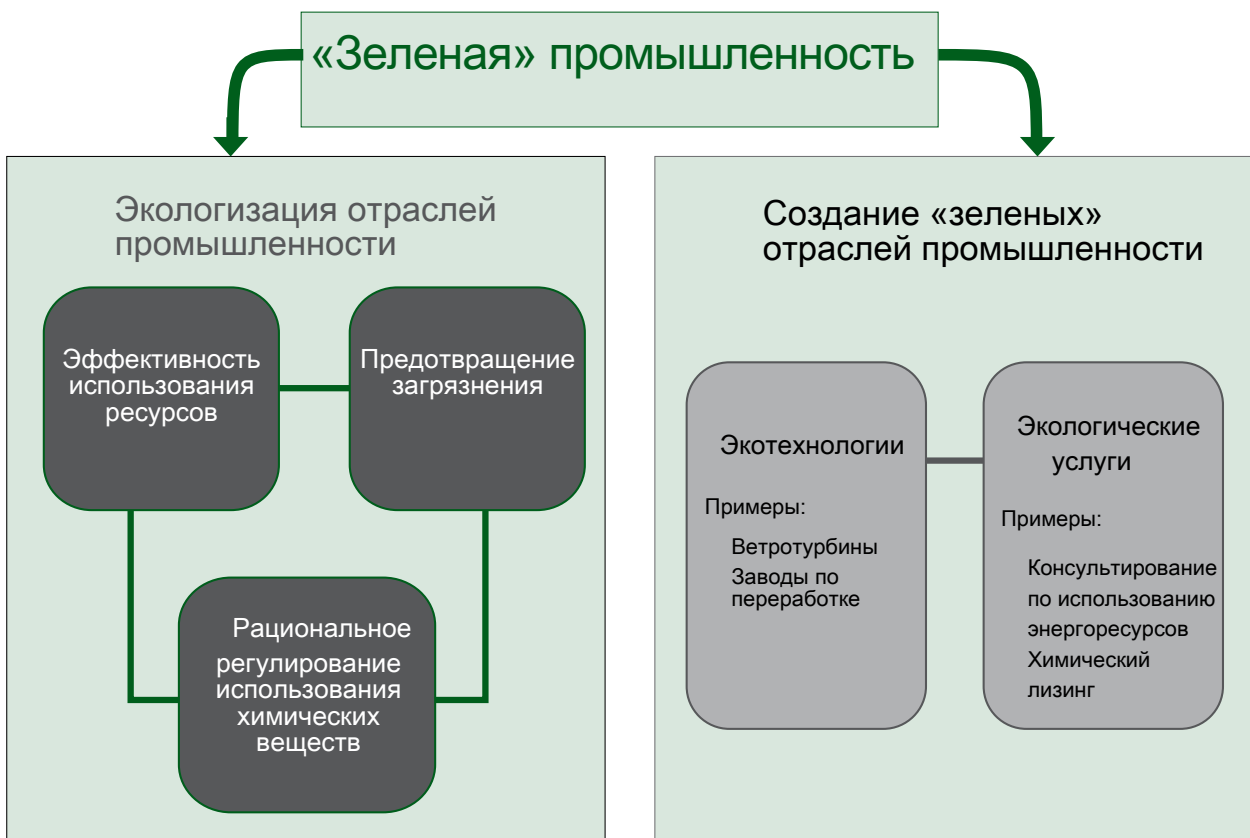 «Зеленая» промышленность
Экологизация отраслей
промышленности
Эффективность
использования
ресурсов
Предотвращение
загрязнения
Рациональное
регулирование
использования
химических
веществ
Создание «зеленых»
отраслей промышленности
Экотехнологии
Примеры:
Ветротурбины
Заводы по
переработке
Экологические
услуги
Примеры:
Консультирование
по использованию
энергоресурсов
Химический
лизинг